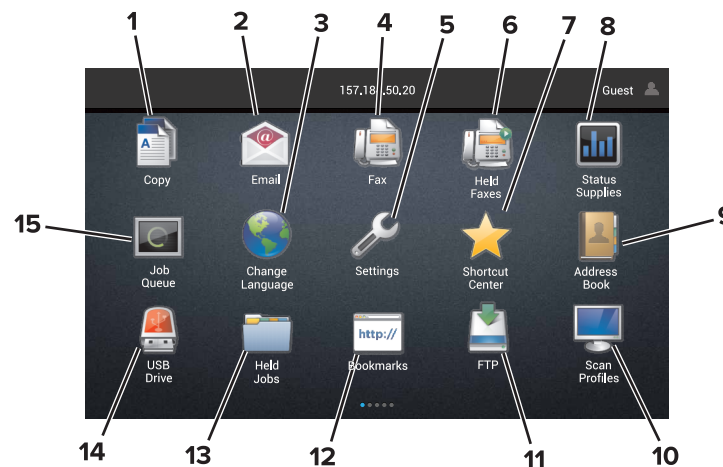 1 2 3 4 5 6 7 8
Guest
A
@
Copy
Email
Fax
Held
Faxes
Status
Supplies
15
9
Job
Queue
Change
Language
Settings
Shortcut
Center
Address
Book
http://
USB
Drive
Held
Jobs
Bookmarks
FTP
Scan
Profiles
14 13 12 11 10